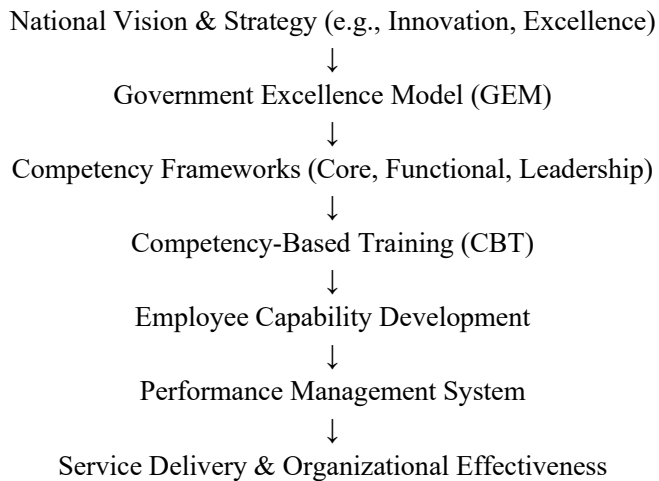 National Vision & Strategy (e.g., Innovation, Excellence)
↓
Government Excellence Model (GEM)
↓
Competency Frameworks (Core, Functional, Leadership)
↓
Competency-Based Training (CBT)
↓
Employee Capability Development
↓
Performance Management System
↓
Service Delivery & Organizational Effectiveness